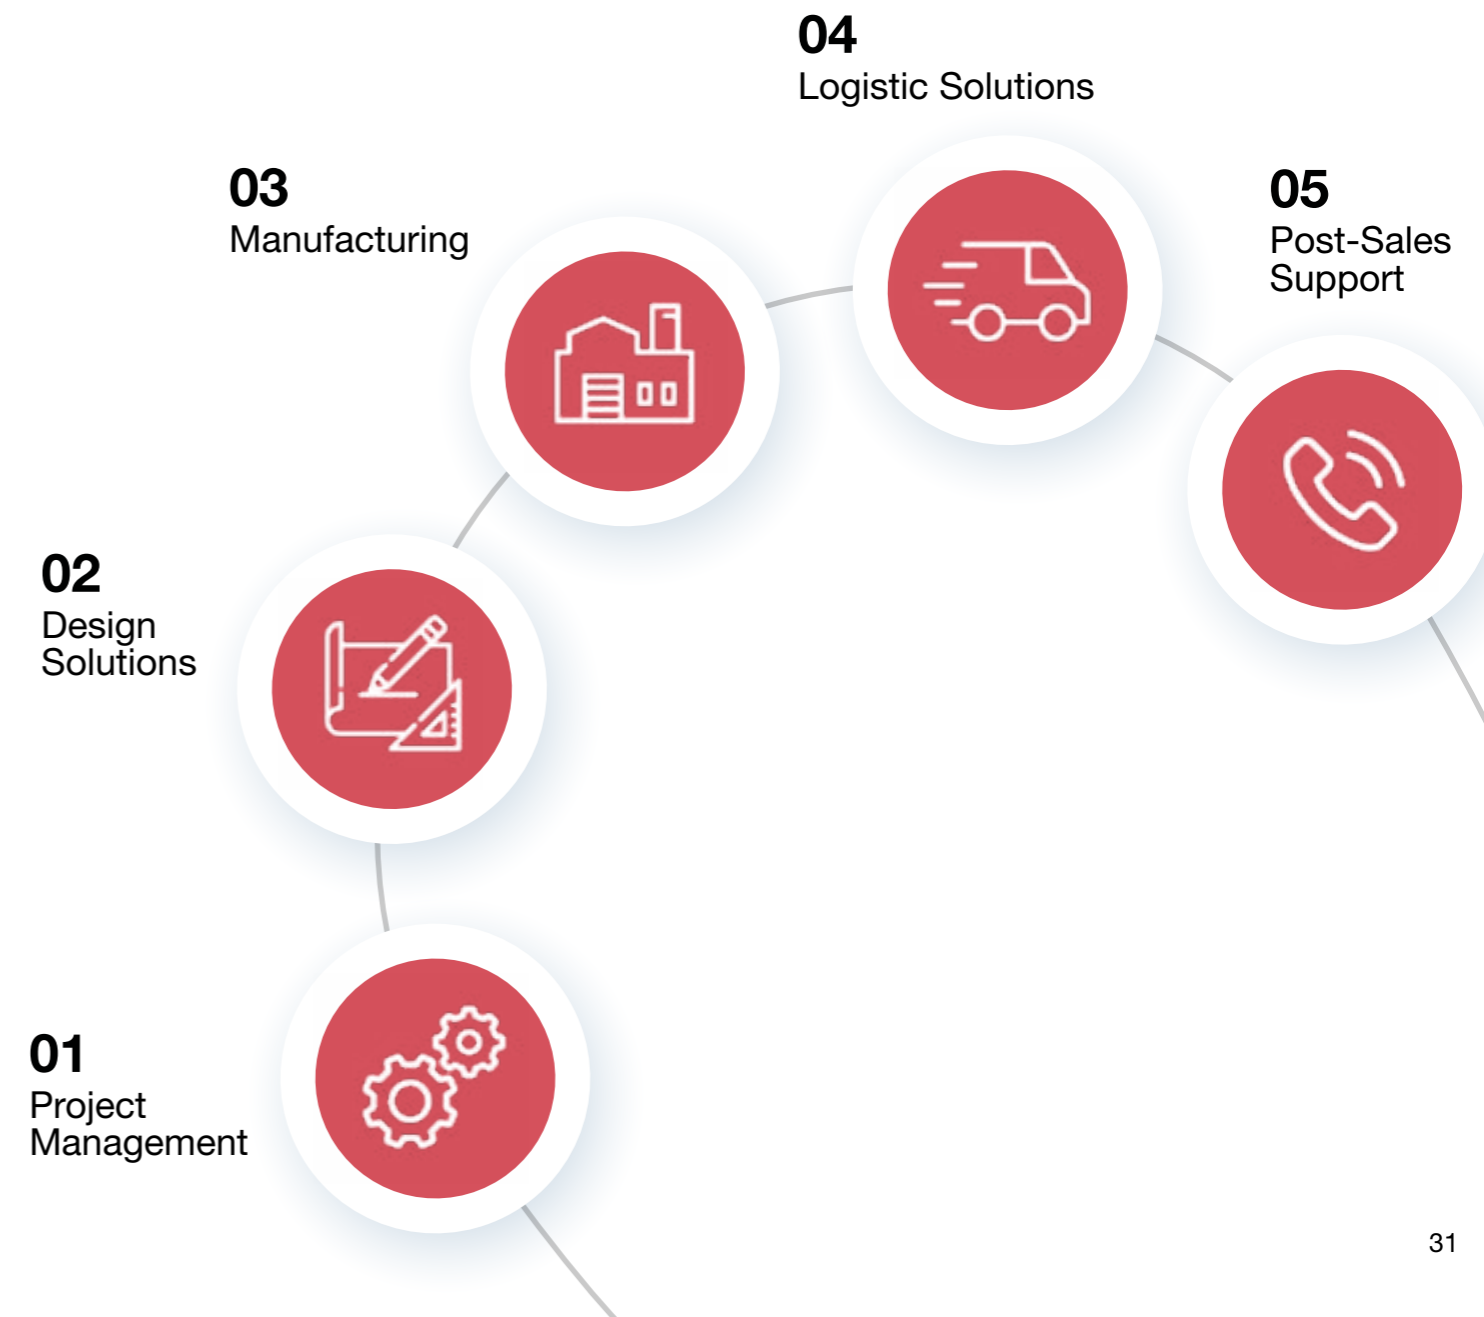 04
Logistic Solutions
03
Manufacturing
05
Post-Sales
Support
02
Design
Solutions
01
Project
Management
31